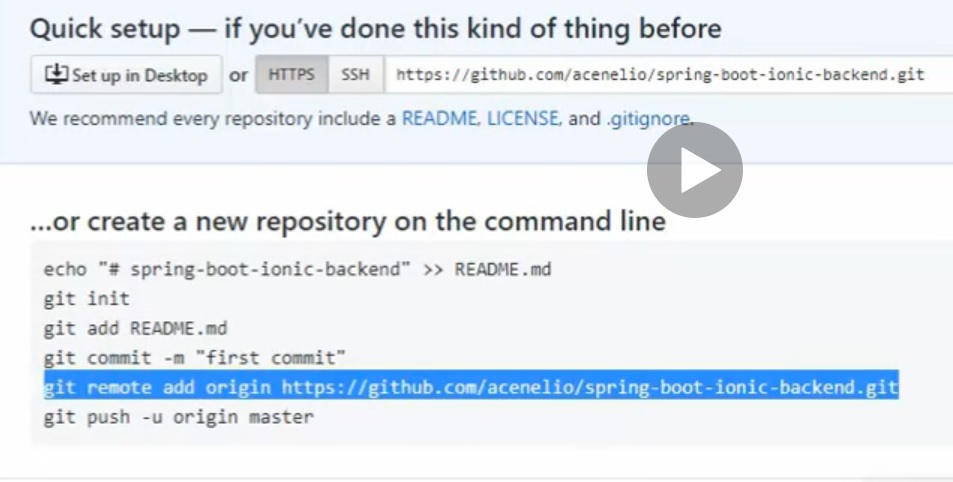 Quick setup — if you've done this kind of thing before
Set up in Desktop or HTTPS SSH https://github.com/acenelio/spring-boot-ionic-backend.git
We recommend every repository include a README, LICENSE, and .gitignore.
...or create a new repository on the command line
echo "# spring-boot-ionic-backend" >> README.md
git init
git add README.md
git commit -m "first commit"
git remote add origin https://github.com/acenelio/spring-boot-ionic-backend.git
git push -u origin master